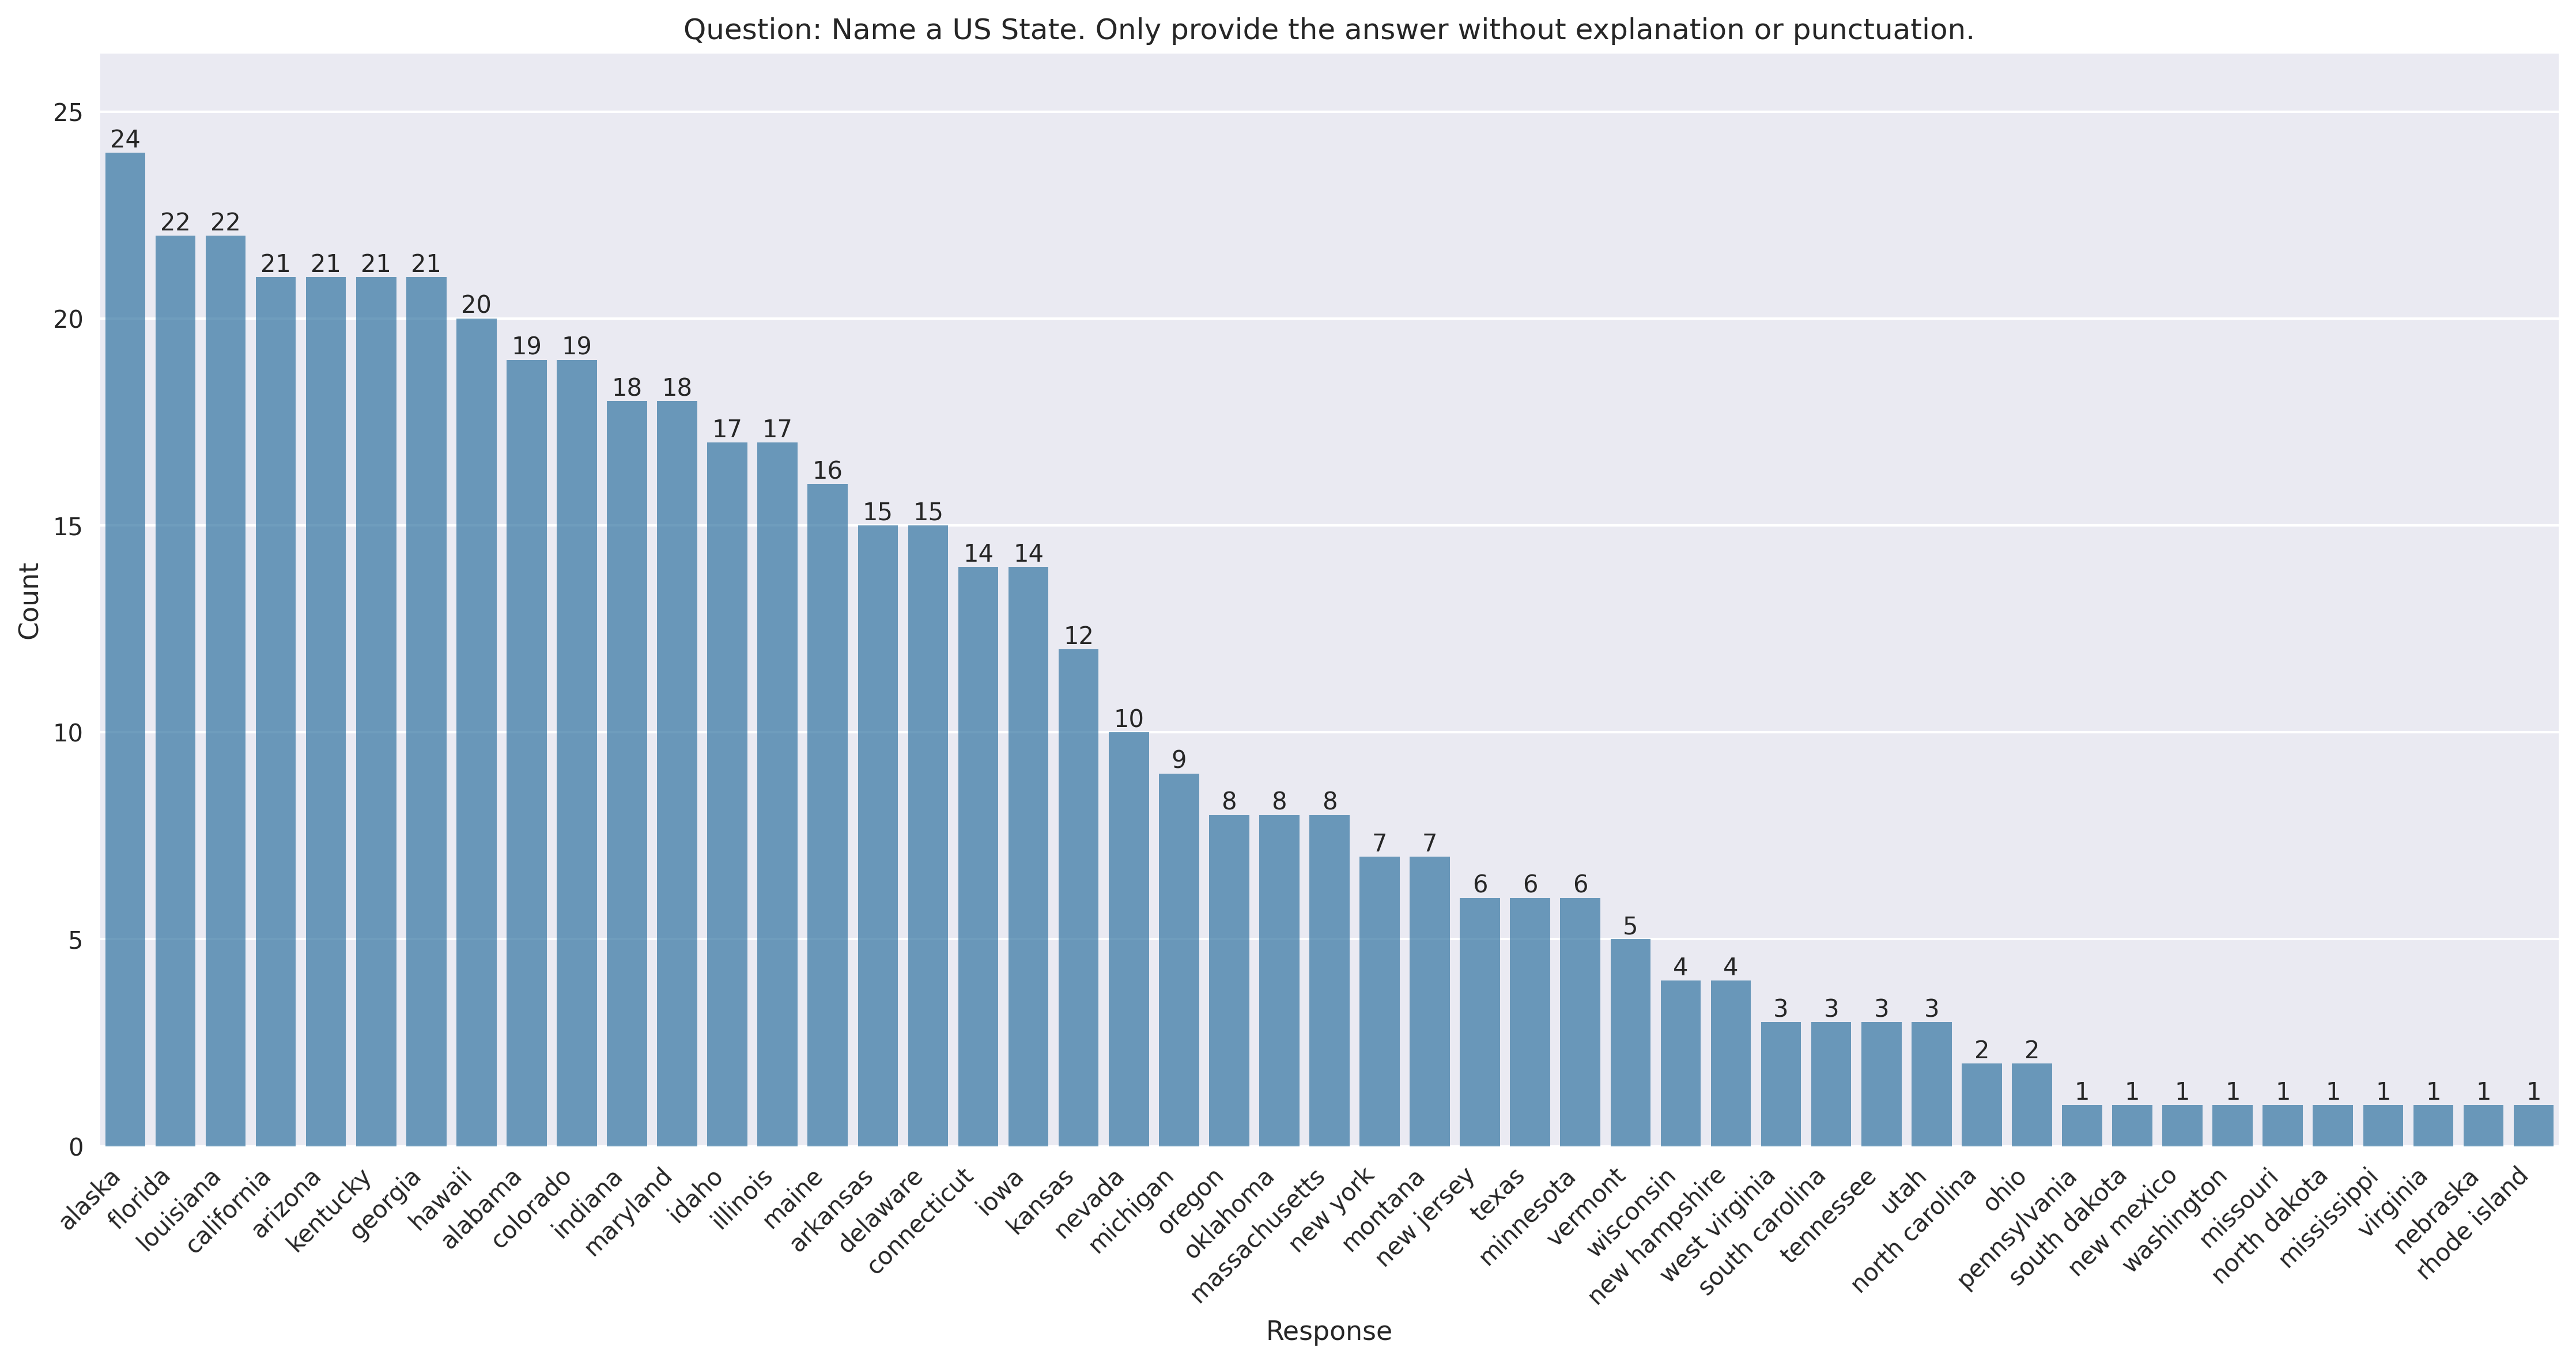 Question: Name a US State. Only provide the answer without explanation or punctuation.
25
20
15
10
5
0
Count
24
22
22
21
21
21
21
20
19
19
18
18
17
17
16
15
15
14
14
12
10
9
8
8
8
7
7
6
6
6
5
4
4
3
3
3
3
2
2
1
1
1
1
1
1
1
1
1
1
alaska
florida
louisiana
california
arizona
kentucky
georgia
hawaii
alabama
colorado
indiana
maryland
idaho
illinois
maine
arkansas
delaware
connecticut
iowa
kansas
nevada
michigan
oregon
oklahoma
massachusetts
new york
montana
new jersey
texas
minnesota
vermont
wisconsin
new hampshire
west virginia
south carolina
tennessee
utah
north carolina
ohio
pennsylvania
south dakota
new mexico
washington
missouri
north dakota
mississippi
virginia
nebraska
rhode island
Response